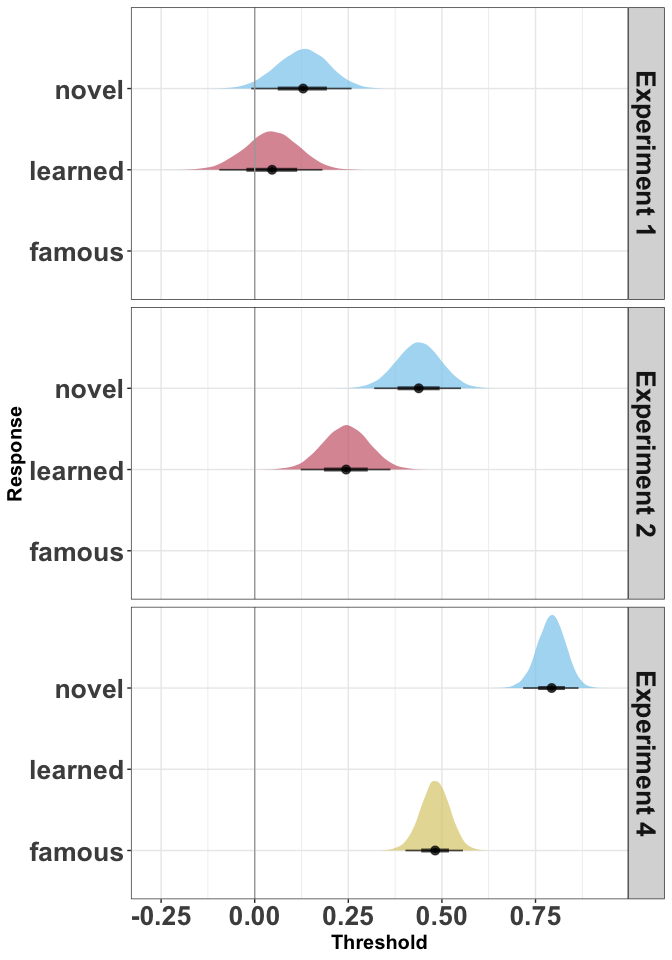 novel
learned
famous
Experiment 1
novel
learned
famous
Experiment 2
novel
learned
famous
Experiment 4
Response
-0.25 0.00 0.25 0.50 0.75
Threshold